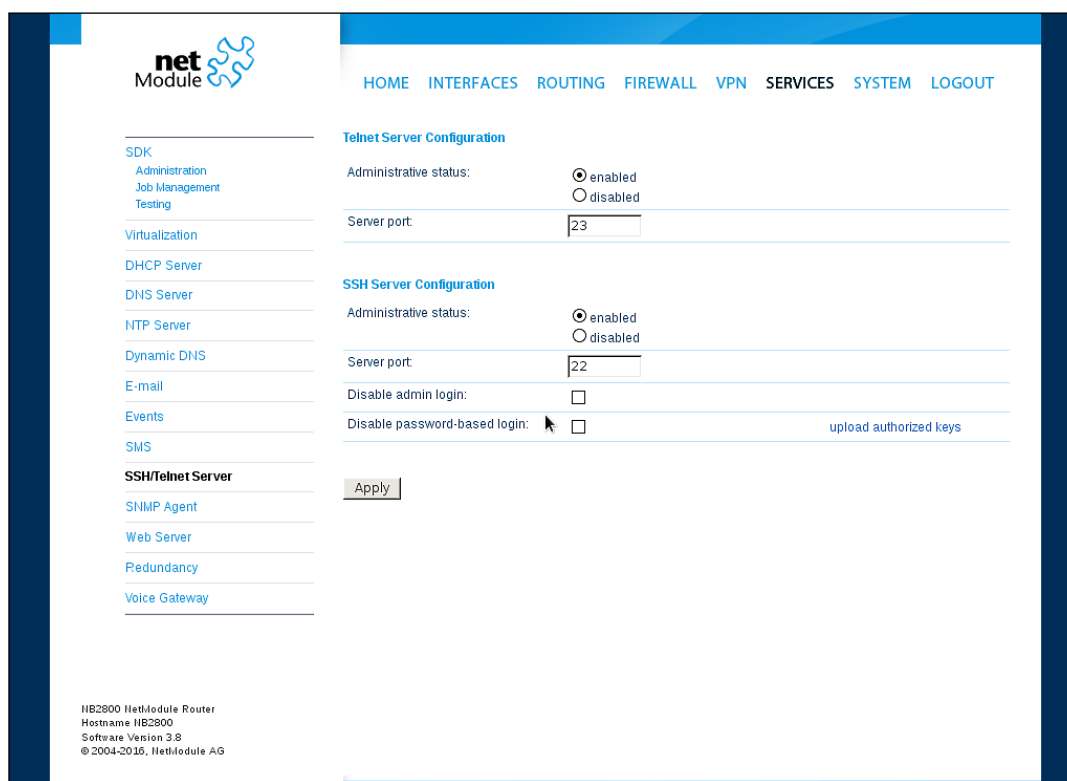 net
Module
HOME INTERFACES ROUTING FIREWALL VPN SERVICES SYSTEM LOGOUT
SDK
Administration
Job Management
Testing
Virtualization
DHCP Server
DNS Server
NTP Server
Dynamic DNS
E-mail
Events
SMS
SSH/Telnet Server
SNMP Agent
Web Server
Redundancy
Voice Gateway
Telnet Server Configuration
Administrative status:
enabled
disabled
Server port: 23
SSH Server Configuration
Administrative status:
enabled
disabled
Server port: 22
Disable admin login:
Disable password-based login: upload authorized keys
Apply
NB2800 NetModule Router
Hostname NB2800
Software Version 3.8
© 2004-2016, NetModule AG